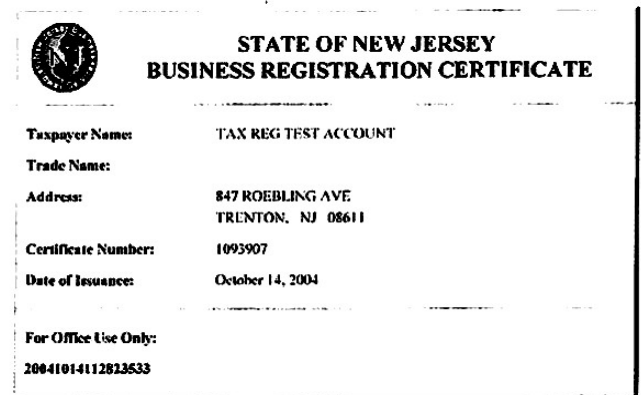 STATE OF NEW JERSEY
BUSINESS REGISTRATION CERTIFICATE
Taxpayer Name: TAX REG TEST ACCOUNT
Trade Name:
Address: 847 ROEBLING AVE
TRENTON, NJ 08611
Certificate Number: 1093907
Date of Issuance: October 14, 2004
For Office Use Only:
20041014112823533